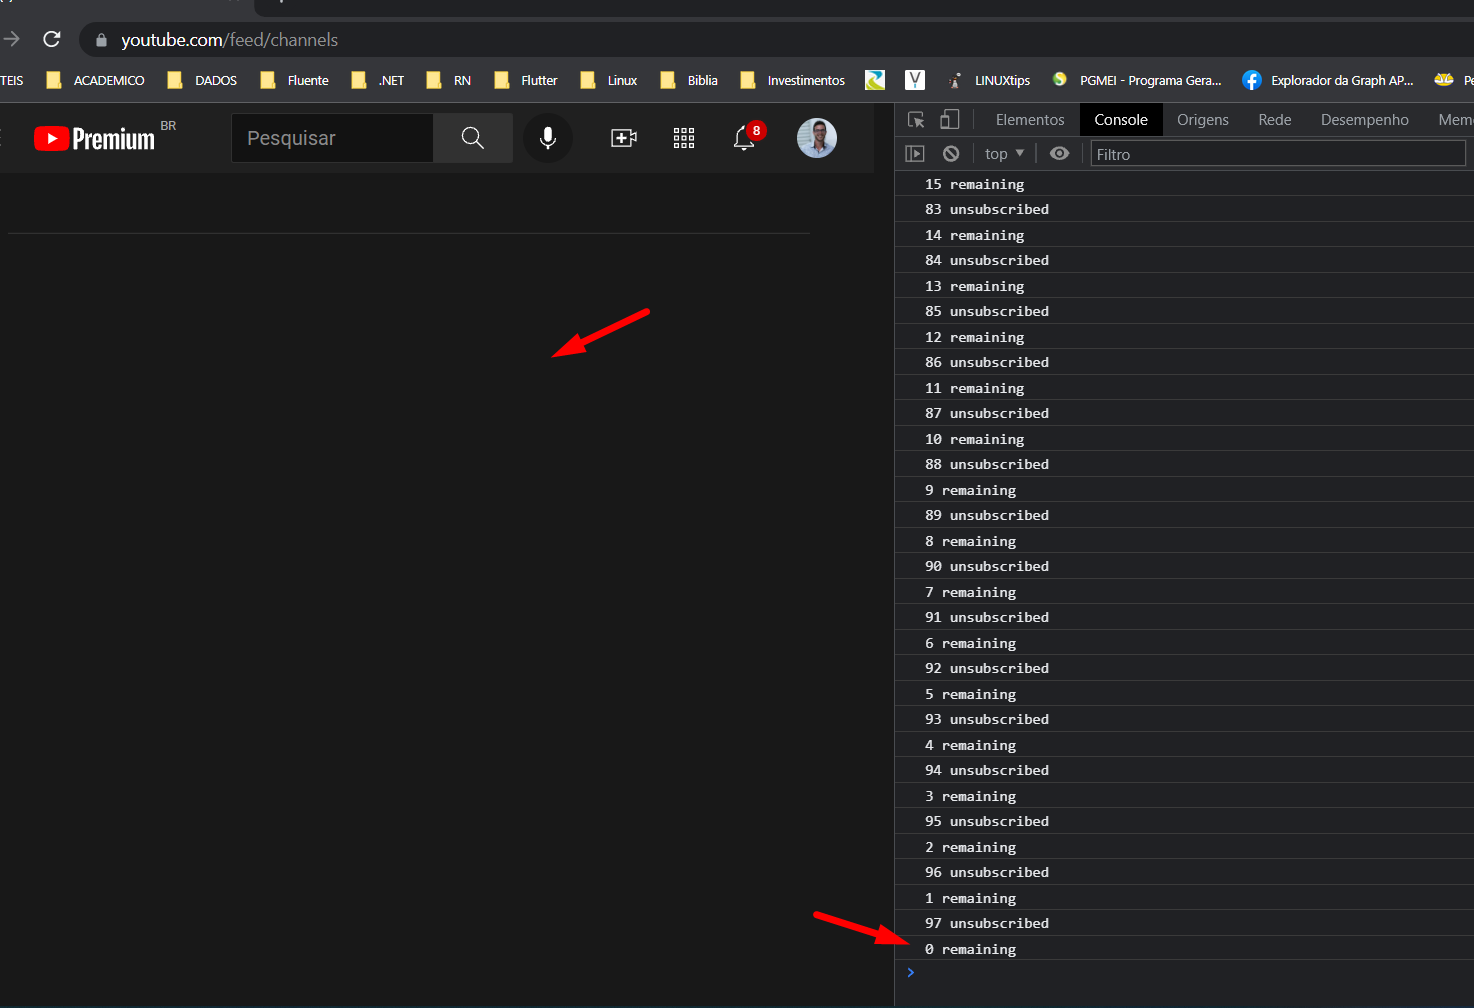 youtube.com/feed/channels
TEIS ACADEMICO DADOS Fluente .NET RN Flutter Linux Biblia Investimentos V LINUXtips PGMEI - Programa Gera... Explorador da Graph AP... Pe
Premium BR Pesquisar 8
Elementos Console Origens Rede Desempenho Mem
top Filtro
15 remaining
83 unsubscribed
14 remaining
84 unsubscribed
13 remaining
85 unsubscribed
12 remaining
86 unsubscribed
11 remaining
87 unsubscribed
10 remaining
88 unsubscribed
9 remaining
89 unsubscribed
8 remaining
90 unsubscribed
7 remaining
91 unsubscribed
6 remaining
92 unsubscribed
5 remaining
93 unsubscribed
4 remaining
94 unsubscribed
3 remaining
95 unsubscribed
2 remaining
96 unsubscribed
1 remaining
97 unsubscribed
0 remaining